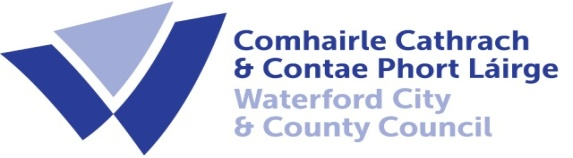 Comhairle Cathrach
& Contae Phort Láirge
Waterford City
& County Council